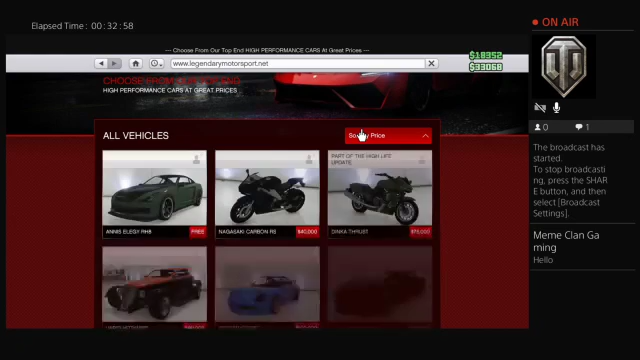 Elapsed Time : 00:32:58
ON AIR
--- Choose From Our Top End HIGH PERFORMANCE CARS At Great Prices ---
www.legendarymotorsport.net
$18352
$33068
HIGH PERFORMANCE CARS AT GREAT PRICES
ALL VEHICLES
Price
PART OF THE HIGH LIFE
UPDATE
ANNIS ELEGY RH8
FREE
NAGASAKI CARBON RS
$40,000
DINKA THRUST
$75,000
0
1
The broadcast has
started.
To stop broadcasti
ng, press the SHAR
E button, and then
select [Broadcast
Settings].
Meme Clan Ga
ming
Hello